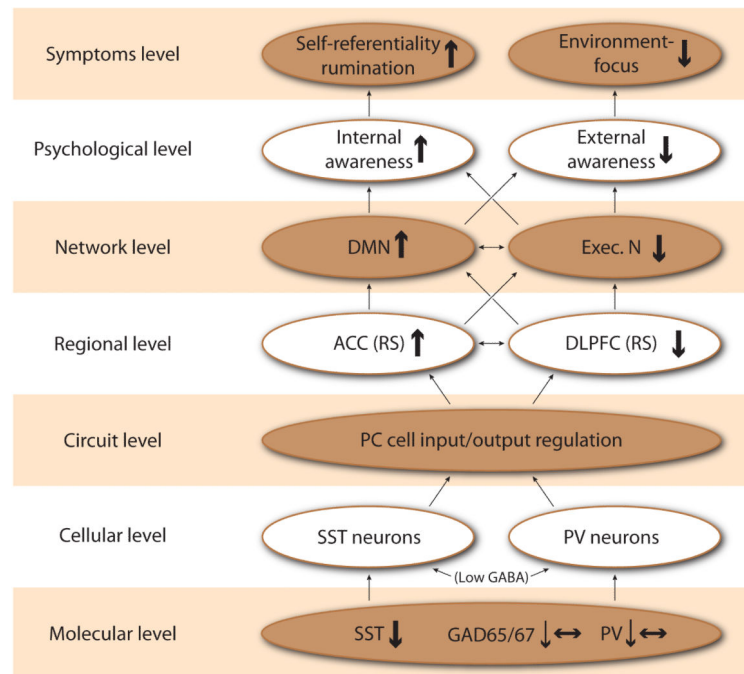 Symptoms level
Self-referentiality
rumination
Environment-
focus
Psychological level
Internal
awareness
External
awareness
Network level
DMN
Exec. N
Regional level
ACC (RS)
DLPFC (RS)
Circuit level
PC cell input/output regulation
Cellular level
SST neurons
PV neurons
(Low GABA)
Molecular level
SST
GAD65/67
PV